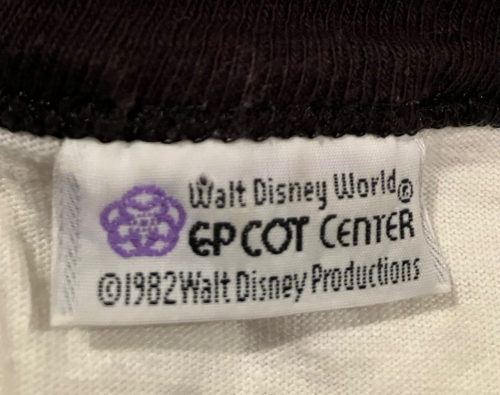 Walt Disney World®
EPCOT CENTER
©1982 Walt Disney Productions